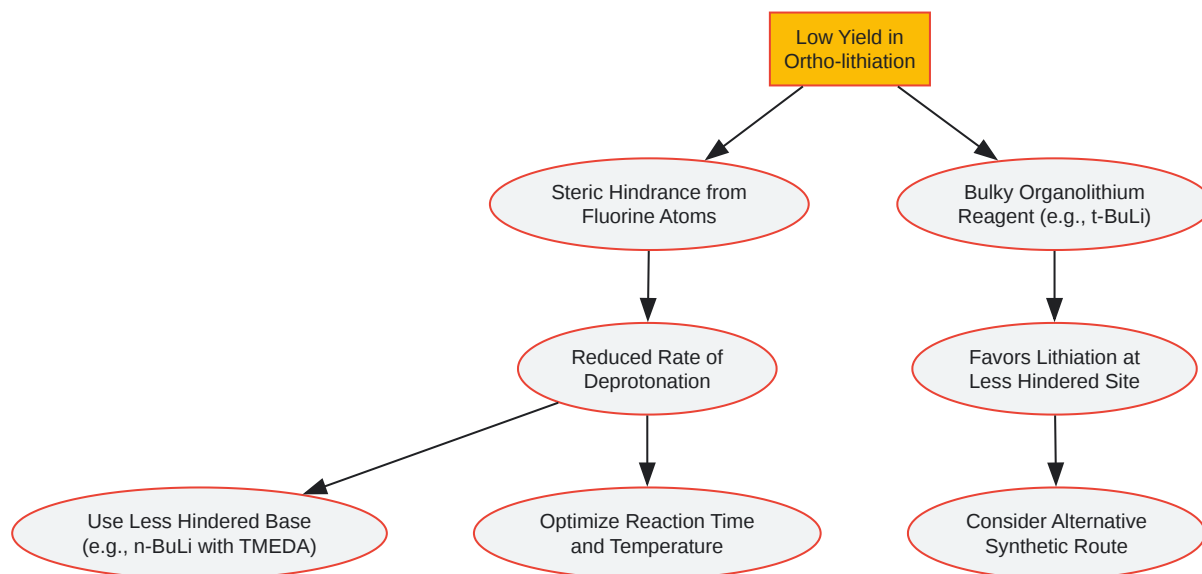 Low Yield in
Ortho-lithiation
Steric Hindrance from
Fluorine Atoms
Bulky Organolithium
Reagent (e.g., t-BuLi)
Reduced Rate of
Deprotonation
Favors Lithiation at
Less Hindered Site
Use Less Hindered Base
(e.g., n-BuLi with TMEDA)
Optimize Reaction Time
and Temperature
Consider Alternative
Synthetic Route